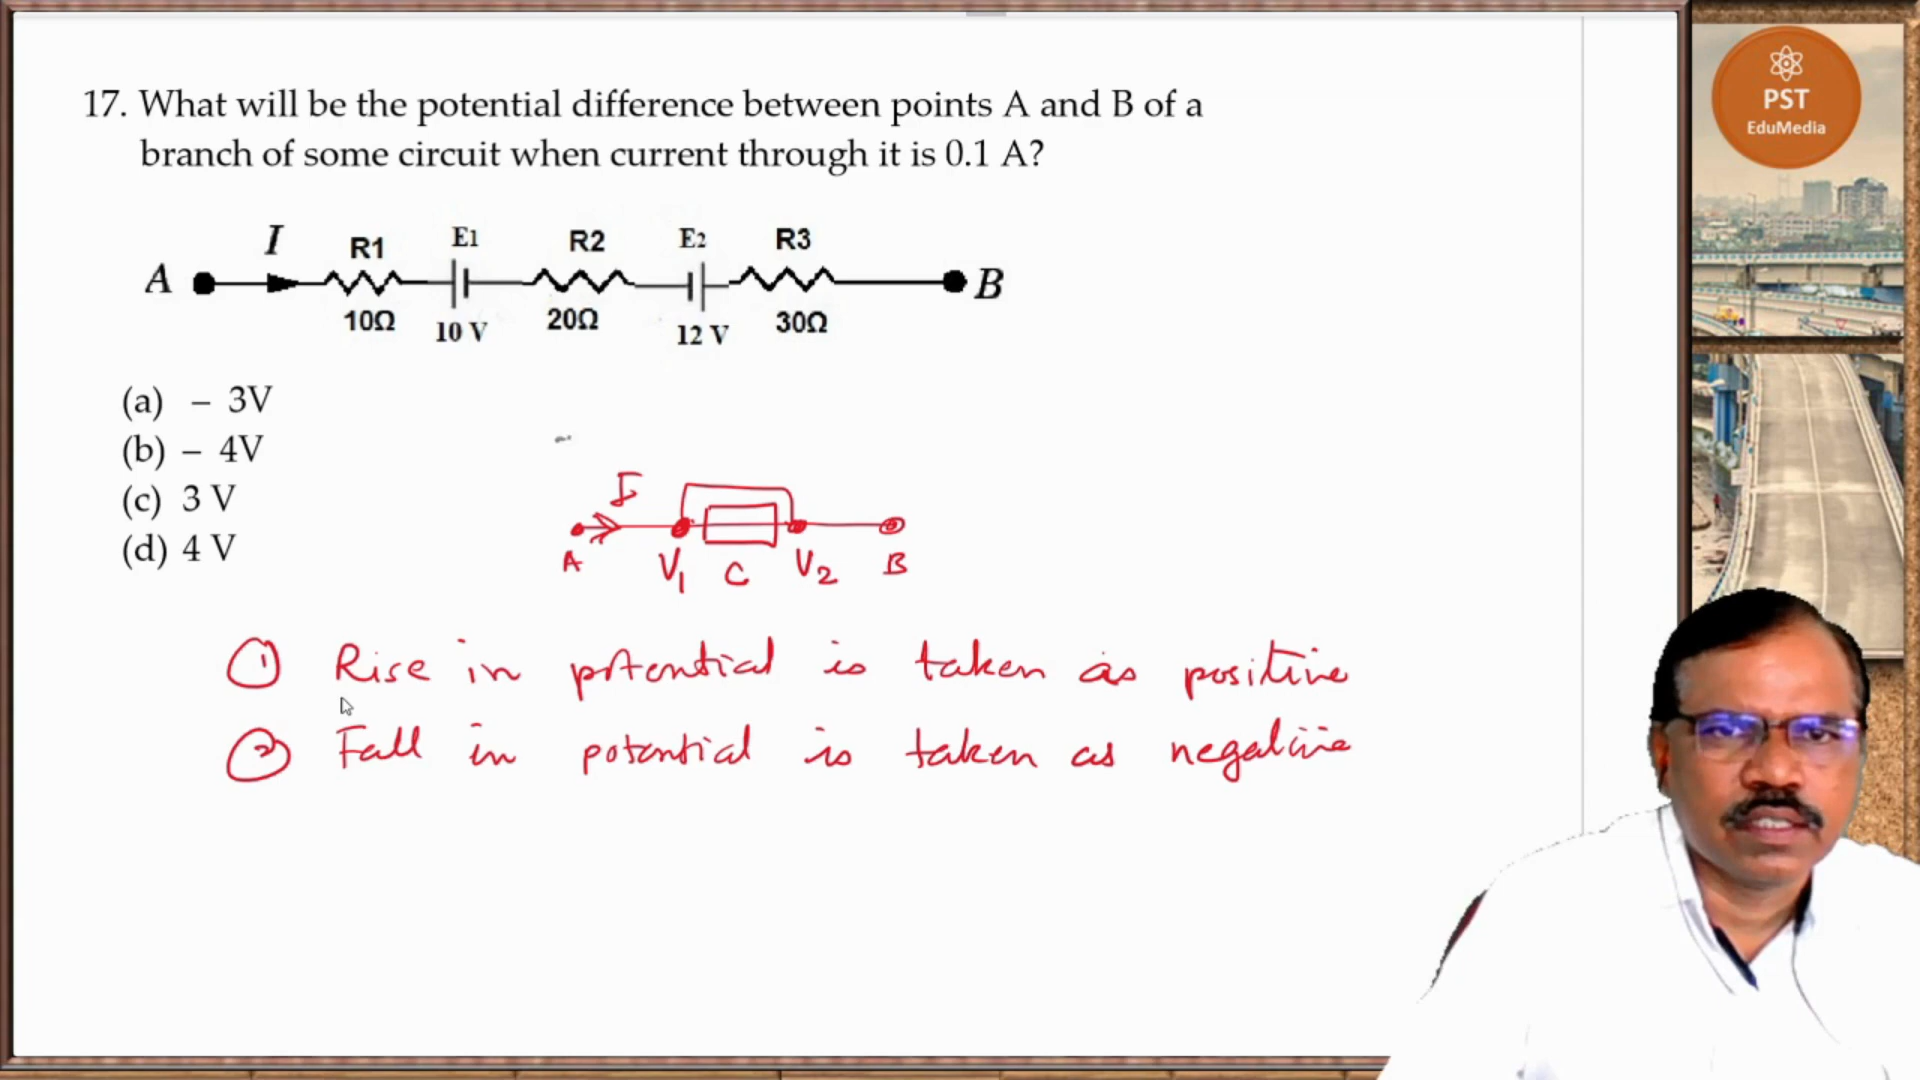 17. What will be the potential difference between points A and B of a
branch of some circuit when current through it is 0.1 A?
PST
EduMedia
I R1 E1 R2 E2 R3
A B
10Ω 10 V 20Ω 12 V 30Ω
(a) – 3V
(b) – 4V
(c) 3 V
(d) 4 V
I
A V1 C V2 B
1 Rise in potential is taken as positive
2 Fall in potential is taken as negative